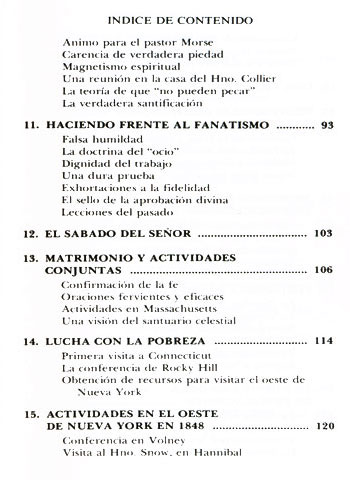 INDICE DE CONTENIDO
Animo para el pastor Morse
Carencia de verdadera piedad
Magnetismo espiritual
Una reunión en la casa del Hno. Collier
La teoría de que "no pueden pecar"
La verdadera santificación
11. HACIENDO FRENTE AL FANATISMO ............ 93
Falsa humildad
La doctrina del "ocio"
Dignidad del trabajo
Una dura prueba
Exhortaciones a la fidelidad
El sello de la aprobación divina
Lecciones del pasado
12. EL SABADO DEL SEÑOR .................................. 103
13. MATRIMONIO Y ACTIVIDADES
CONJUNTAS ....................................................... 106
Confirmación de la fe
Oraciones fervientes y eficaces
Actividades en Massachusetts
Una visión del santuario celestial
14. LUCHA CON LA POBREZA .............................. 114
Primera visita a Connecticut
La conferencia de Rocky Hill
Obtención de recursos para visitar el oeste de
Nueva York
15. ACTIVIDADES EN EL OESTE
DE NUEVA YORK EN 1848 .............................. 120
Conferencia en Volney
Visita al Hno. Snow, en Hannibal